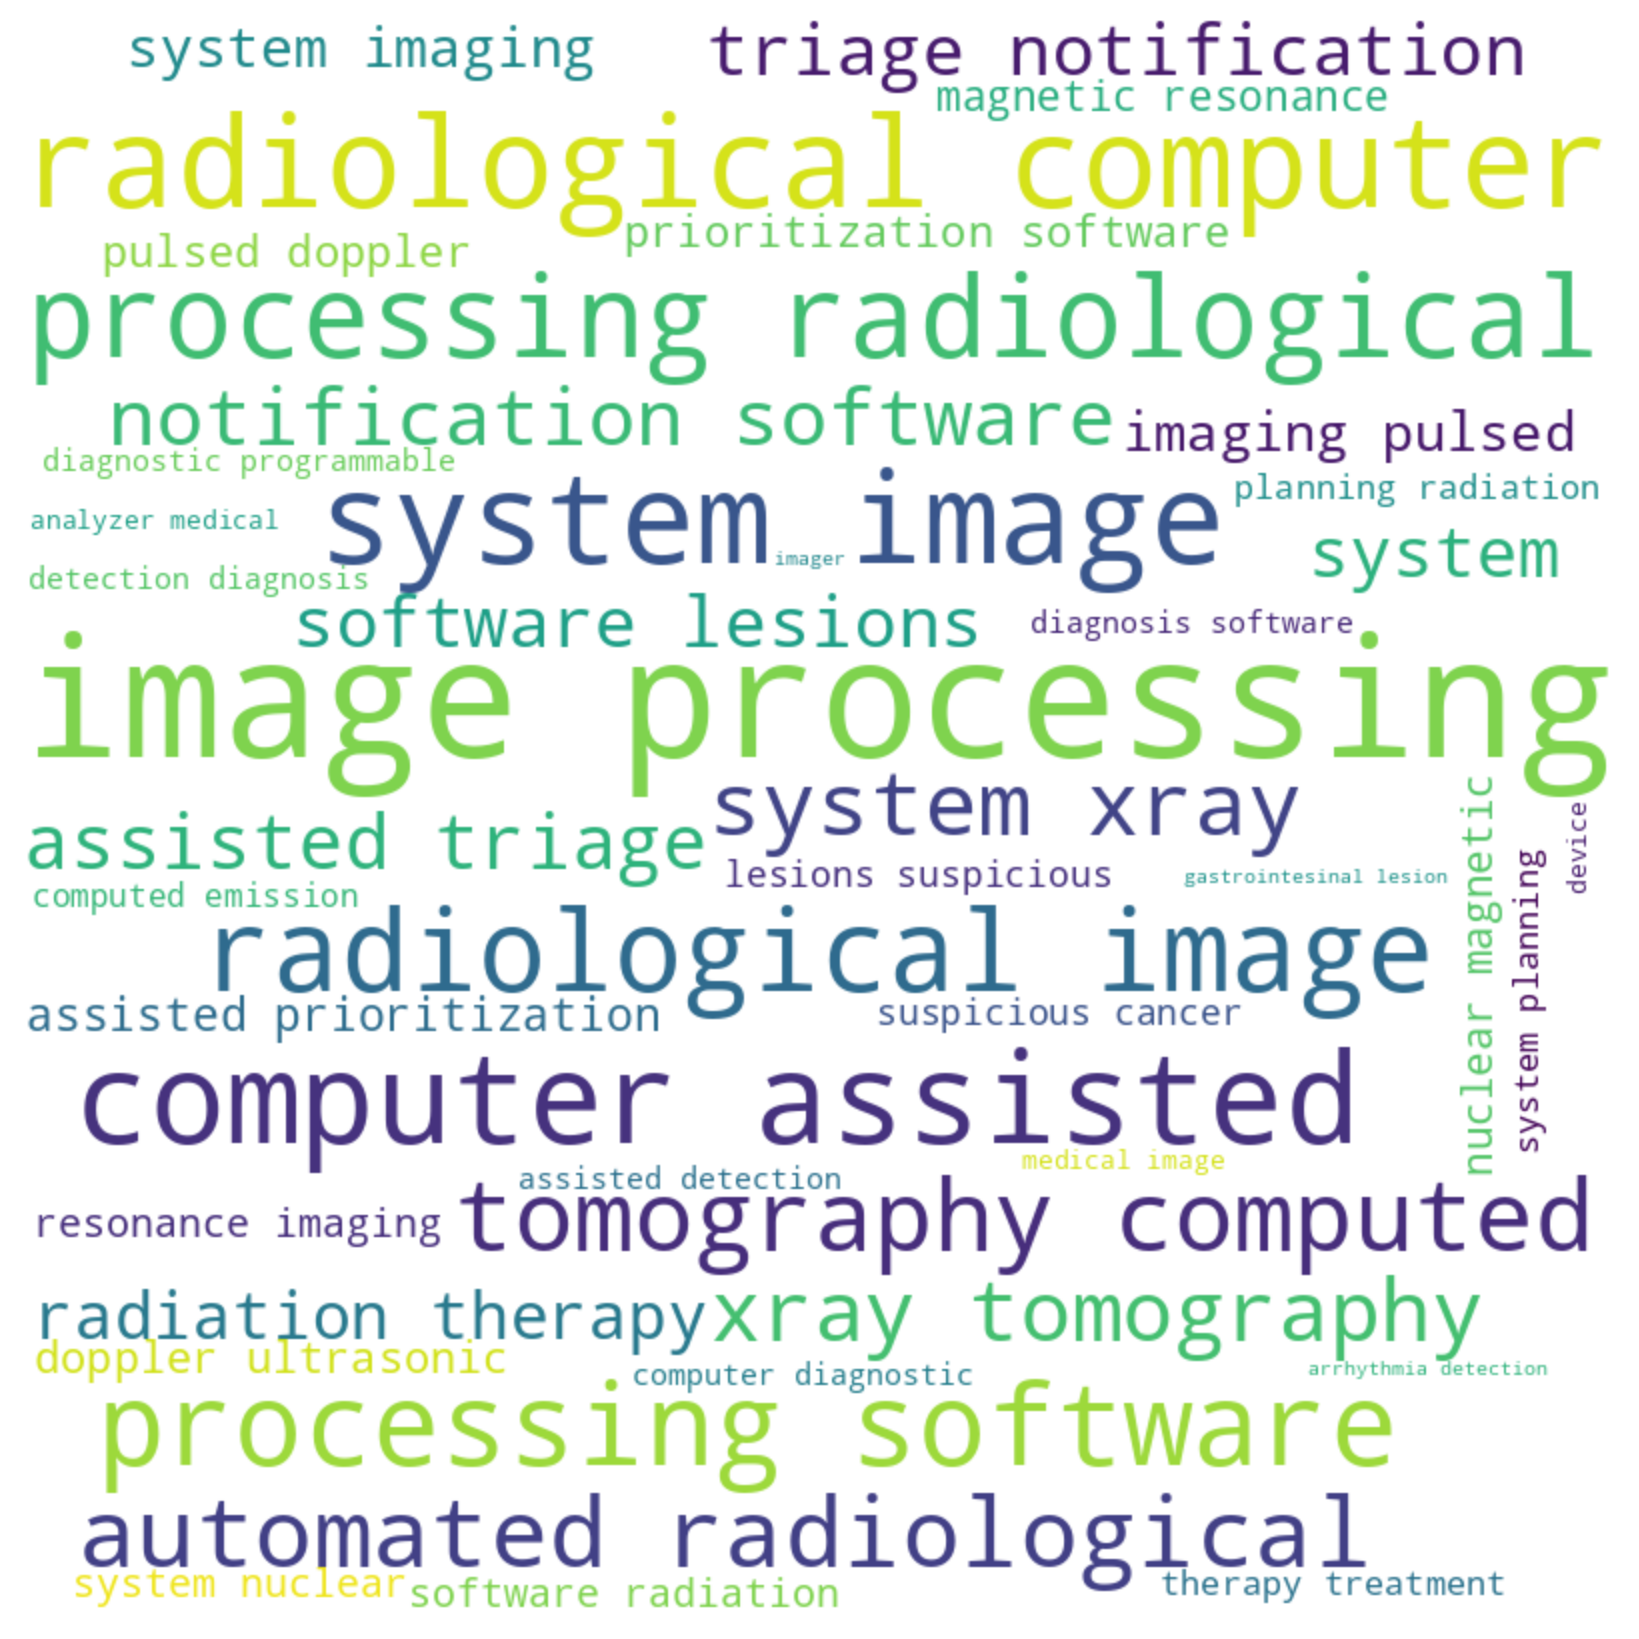 system imaging
triage notification
magnetic resonance
radiological computer
prioritization software
pulsed doppler
processing radiological
notification software
imaging pulsed
diagnostic programmable
planning radiation
system image
analyzer medical
imager
system
detection diagnosis
software lesions
diagnosis software
image processing
system xray
assisted triage
device
nuclear magnetic
system planning
lesions suspicious
gastrointesinal lesion
computed emission
radiological image
assisted prioritization
suspicious cancer
computer assisted
medical image
assisted detection
tomography computed
resonance imaging
radiation therapy
xray tomography
doppler ultrasonic
computer diagnostic
arrhythmia detection
processing software
automated radiological
system nuclear
software radiation
therapy treatment